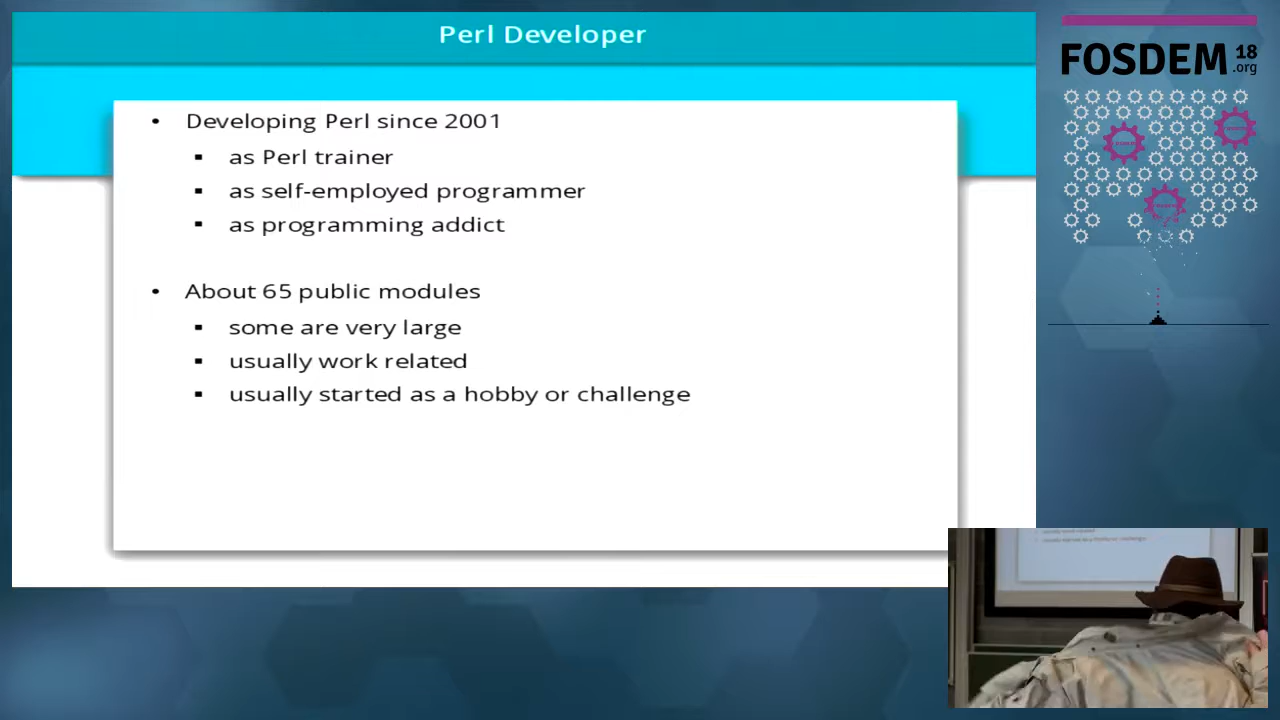 Perl Developer
• Developing Perl since 2001
▪ as Perl trainer
▪ as self-employed programmer
▪ as programming addict
• About 65 public modules
▪ some are very large
▪ usually work related
▪ usually started as a hobby or challenge
FOSDEM 18
.org